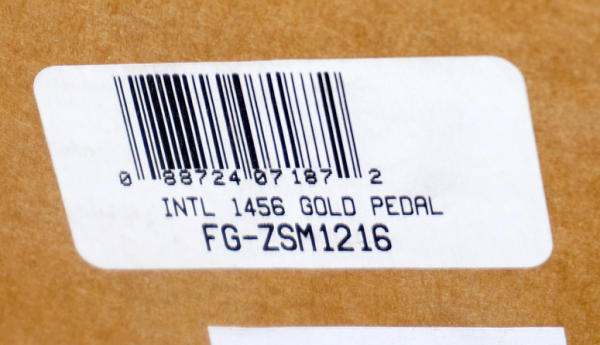 0 88724 07187 2
INTL 1456 GOLD PEDAL
FG-ZSM1216